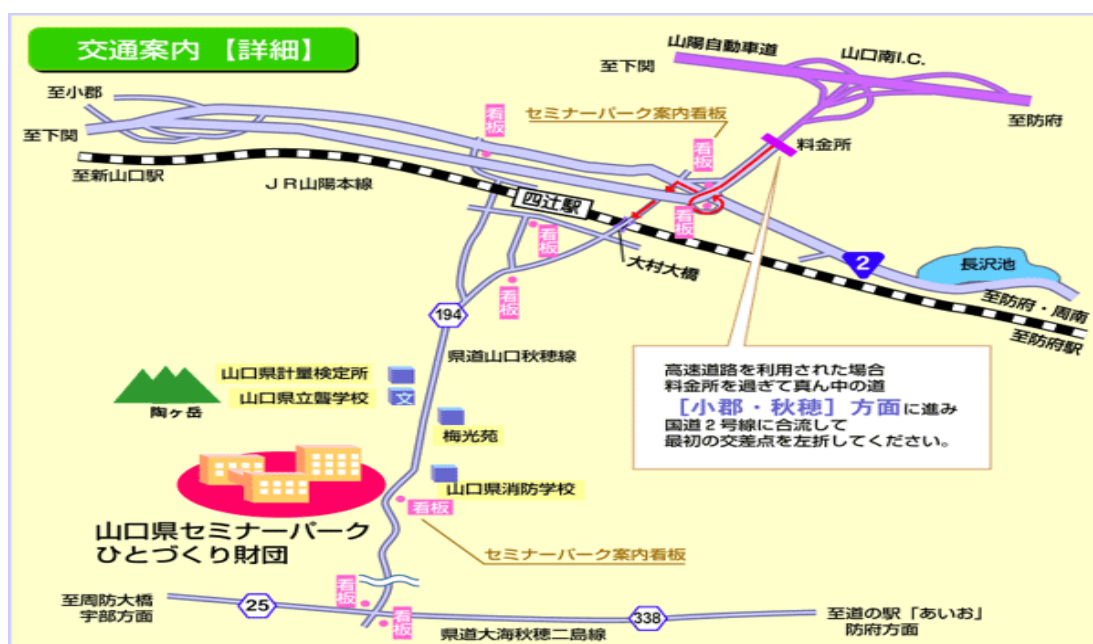 交通案内 【詳細】
山陽自動車道
山口南I.C.
至下関
至防府
料金所
至小郡
至下関
セミナーパーク案内看板
看板
看板
看板
至新山口駅
JR山陽本線
四辻駅
看板
看板
大村大橋
2
長沢池
至防府・周南
至防府駅
194
県道山口秋穂線
高速道路を利用された場合
料金所を過ぎて真ん中の道
[小郡・秋穂] 方面に進み
国道2号線に合流して
最初の交差点を左折してください。
山口県計量検定所
山口県立聾学校
文
陶ヶ岳
梅光苑
山口県消防学校
看板
山口県セミナーパーク
ひとづくり財団
セミナーパーク案内看板
至周防大橋
宇部方面
25
看板
看板
県道大海秋穂二島線
338
至道の駅「あいお」
防府方面